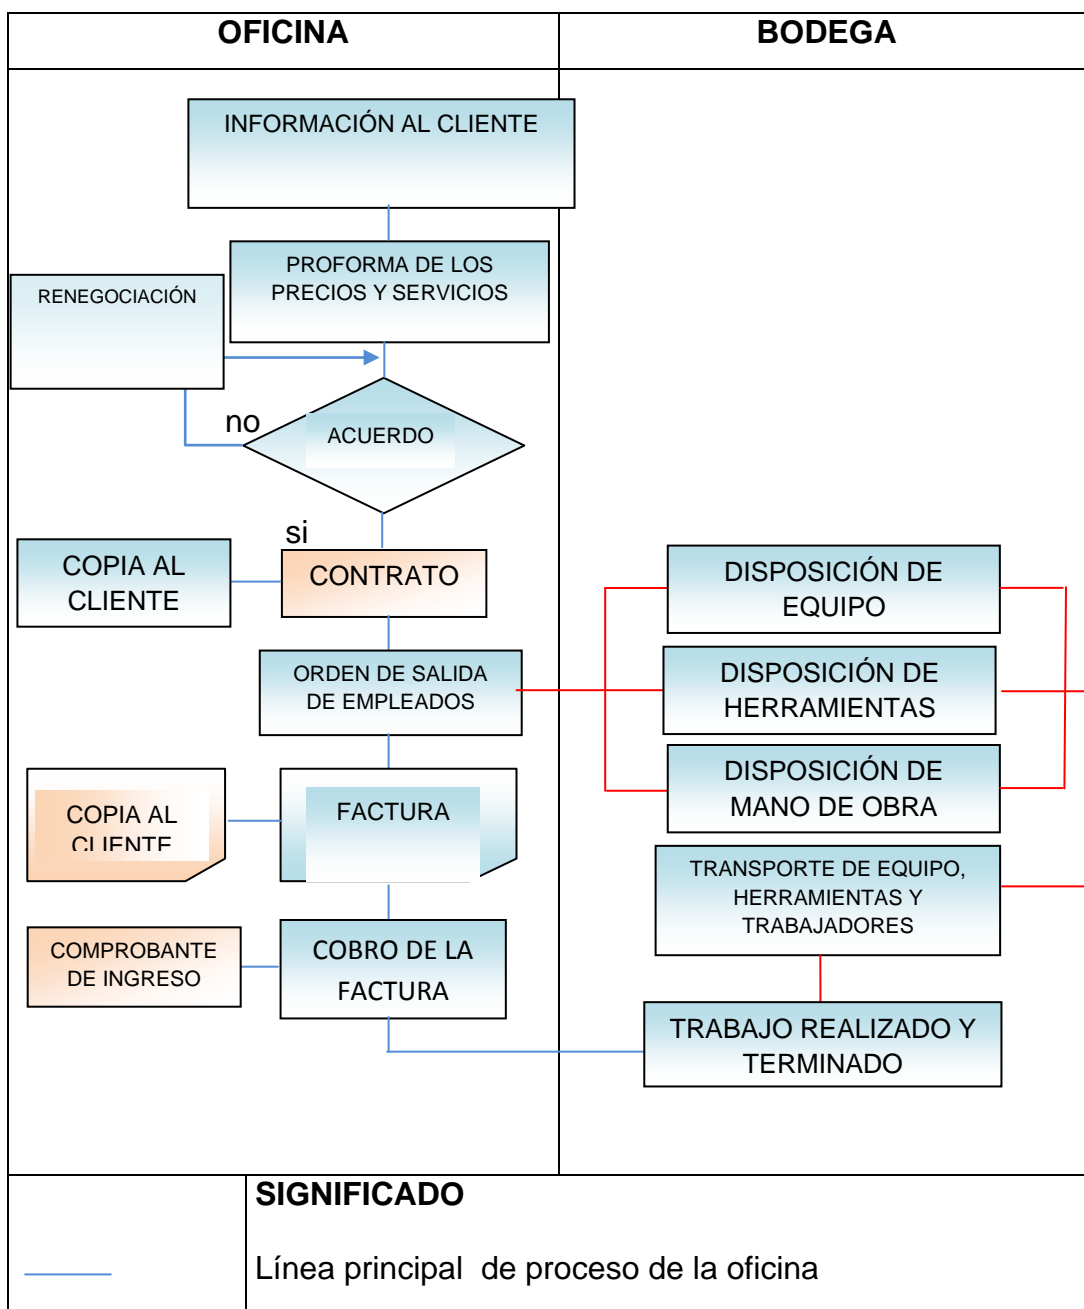 OFICINA
BODEGA
INFORMACIÓN AL CLIENTE
PROFORMA DE LOS
PRECIOS Y SERVICIOS
RENEGOCIACIÓN
no
ACUERDO
si
COPIA AL
CLIENTE
CONTRATO
DISPOSICIÓN DE
EQUIPO
ORDEN DE SALIDA
DE EMPLEADOS
DISPOSICIÓN DE
HERRAMIENTAS
DISPOSICIÓN DE
MANO DE OBRA
COPIA AL
CLIENTE
FACTURA
TRANSPORTE DE EQUIPO,
HERRAMIENTAS Y
TRABAJADORES
COMPROBANTE
DE INGRESO
COBRO DE LA
FACTURA
TRABAJO REALIZADO Y
TERMINADO
SIGNIFICADO
Línea principal de proceso de la oficina